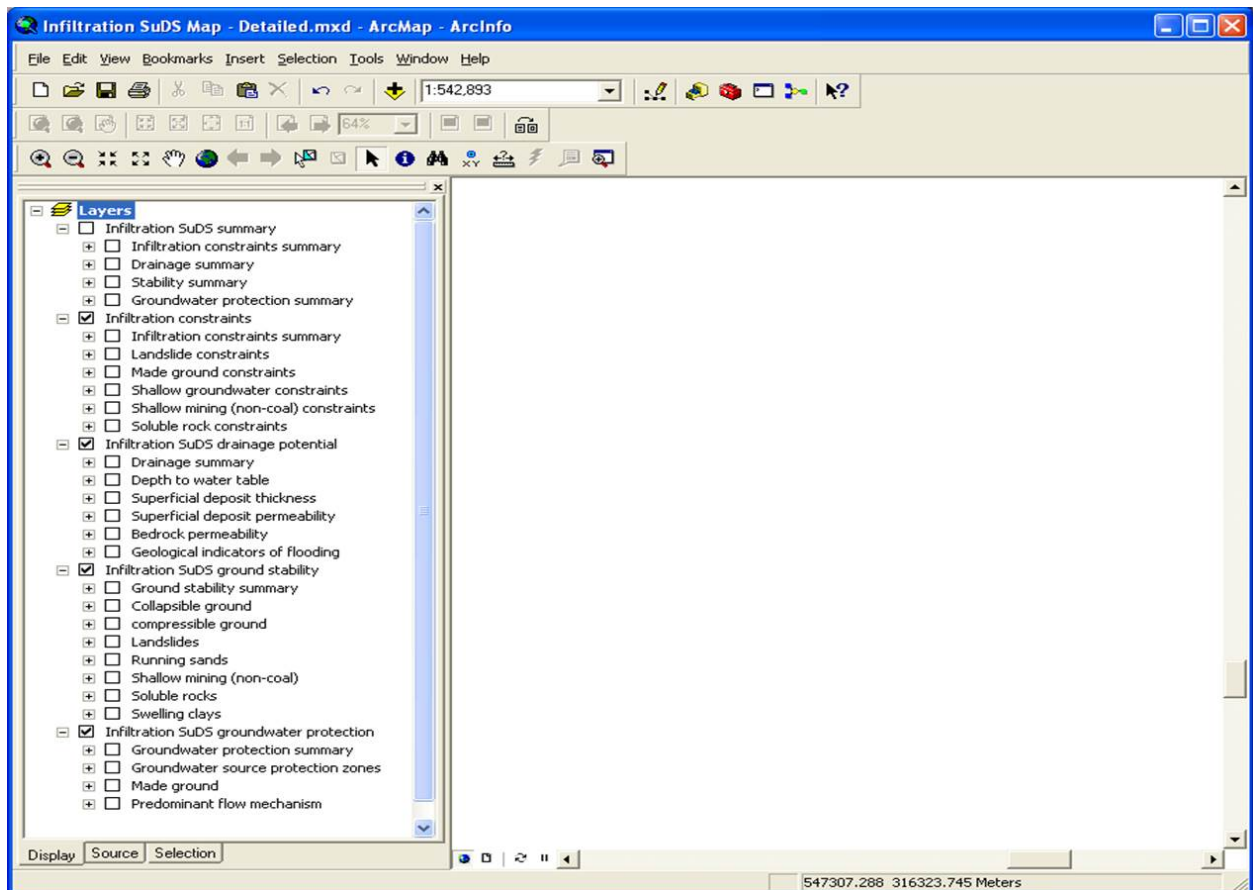 Infiltration SuDS Map - Detailed.mxd - ArcMap - ArcInfo
File Edit View Bookmarks Insert Selection Tools Window Help
1:542,893
64%
1:1
XY
Layers
Infiltration SuDS summary
Infiltration constraints summary
Drainage summary
Stability summary
Groundwater protection summary
Infiltration constraints
Infiltration constraints summary
Landslide constraints
Made ground constraints
Shallow groundwater constraints
Shallow mining (non-coal) constraints
Soluble rock constraints
Infiltration SuDS drainage potential
Drainage summary
Depth to water table
Superficial deposit thickness
Superficial deposit permeability
Bedrock permeability
Geological indicators of flooding
Infiltration SuDS ground stability
Ground stability summary
Collapsible ground
compressible ground
Landslides
Running sands
Shallow mining (non-coal)
Soluble rocks
Swelling clays
Infiltration SuDS groundwater protection
Groundwater protection summary
Groundwater source protection zones
Made ground
Predominant flow mechanism
Display Source Selection
547307.288 316323.745 Meters